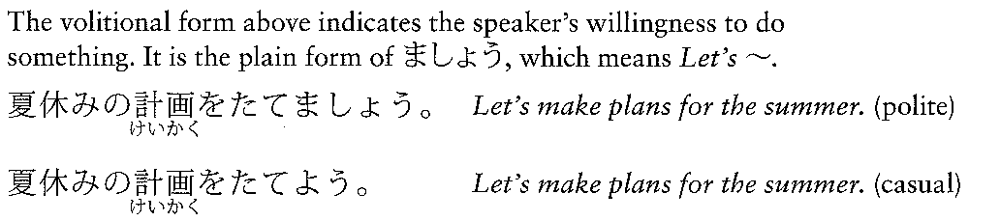 The volitional form above indicates the speaker's willingness to do
something. It is the plain form of ましょう, which means Let's ～.
夏休みの計画をたてましょう。 Let's make plans for the summer. (polite)
けいかく
夏休みの計画をたてよう。 Let's make plans for the summer. (casual)
けいかく